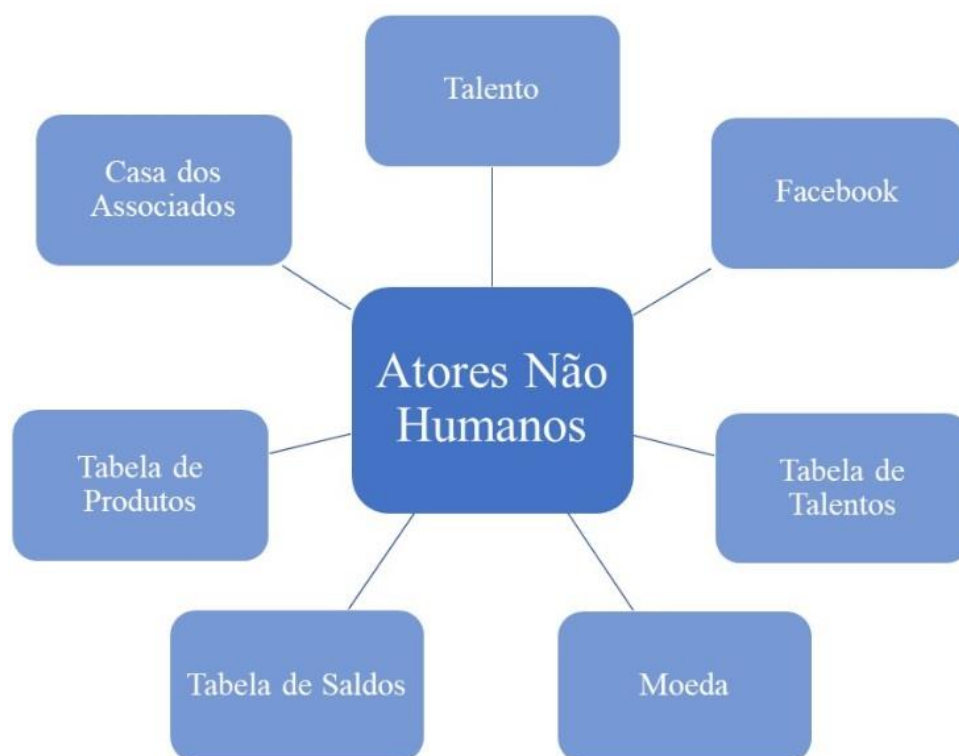 Talento
Casa dos
Associados
Facebook
Atores Não
Humanos
Tabela de
Produtos
Tabela de
Talentos
Tabela de Saldos
Moeda